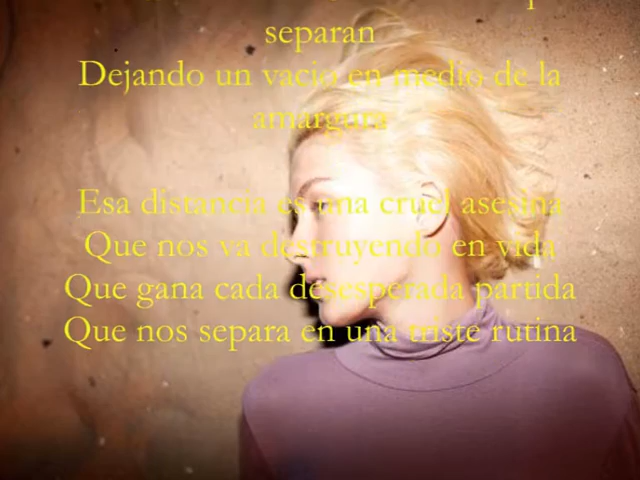 separan
Dejando un vacio en medio de la
amargura
Esa distancia es una cruel asesina
Que nos va destruyendo en vida
Que gana cada desesperada partida
Que nos separa en una triste rutina